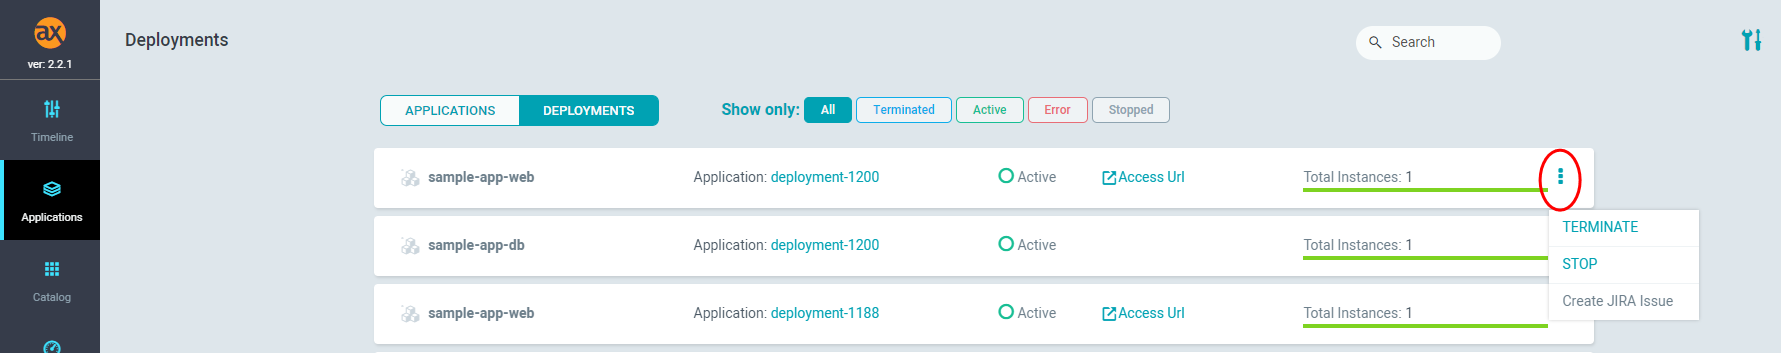 ax
ver: 2.2.1
Timeline
Applications
Catalog
Deployments
Search
APPLICATIONS DEPLOYMENTS Show only: All Terminated Active Error Stopped
sample-app-web Application: deployment-1200 Active Access Url Total Instances: 1
TERMINATE
STOP
Create JIRA Issue
sample-app-db Application: deployment-1200 Active Total Instances: 1
sample-app-web Application: deployment-1188 Active Access Url Total Instances: 1